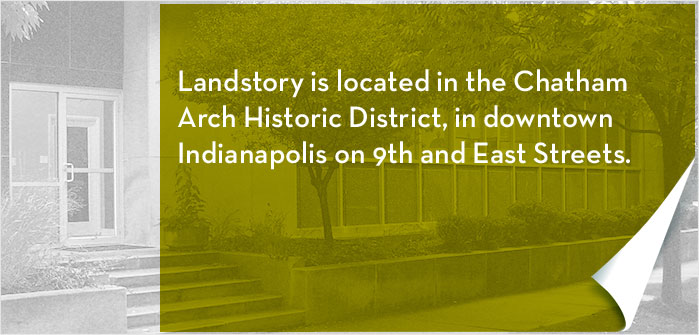 Landstory is located in the Chatham
Arch Historic District, in downtown
Indianapolis on 9th and East Streets.